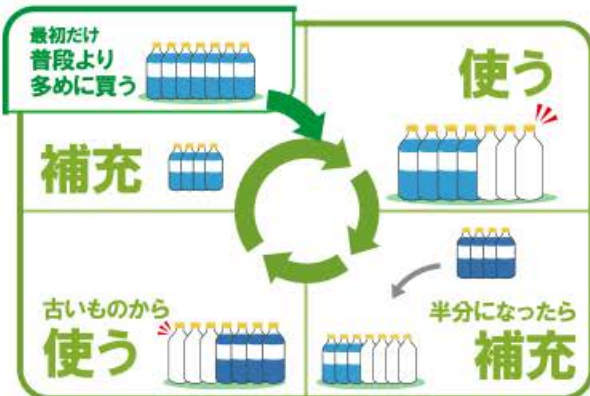 最初だけ
普段より
多めに買う
使う
補充
半分になったら
補充
古いものから
使う